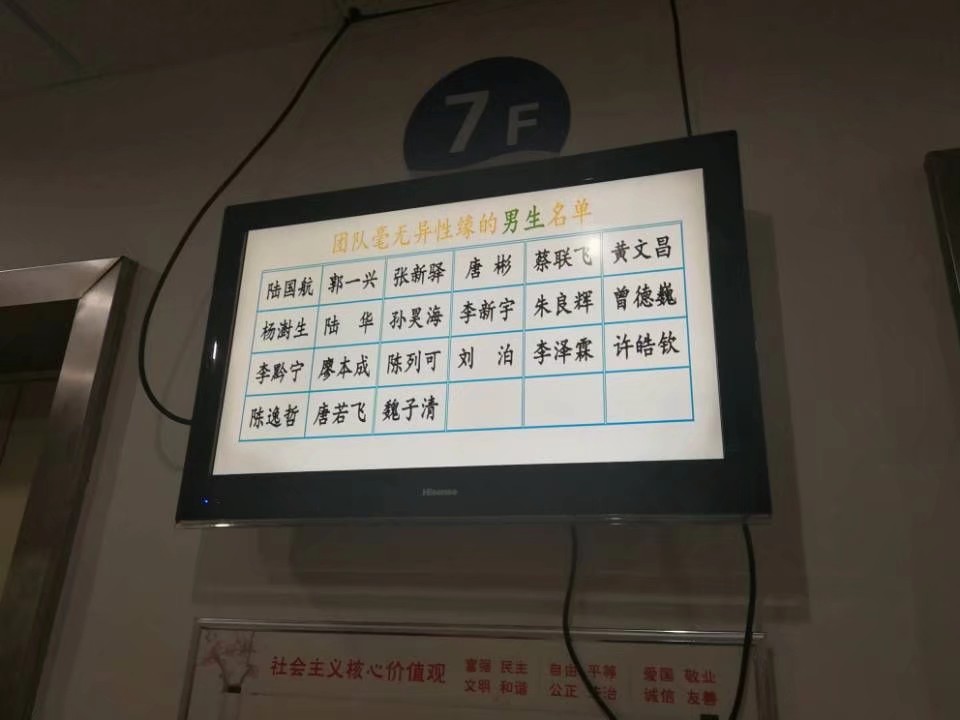 7F
团队毫无异性缘的男生名单
陆国航 郭一兴 张新驿 唐彬 蔡联飞 黄文昌
杨澍生 陆华 孙昊海 李新宇 朱良辉 曾德巍
李黔宁 廖本成 陈列可 刘泊 李泽霖 许皓钦
陈逸哲 唐若飞 魏子清
Hisense
社会主义核心价值观
富强 民主 自由 平等 爱国 敬业
文明 和谐 公正 法治 诚信 友善